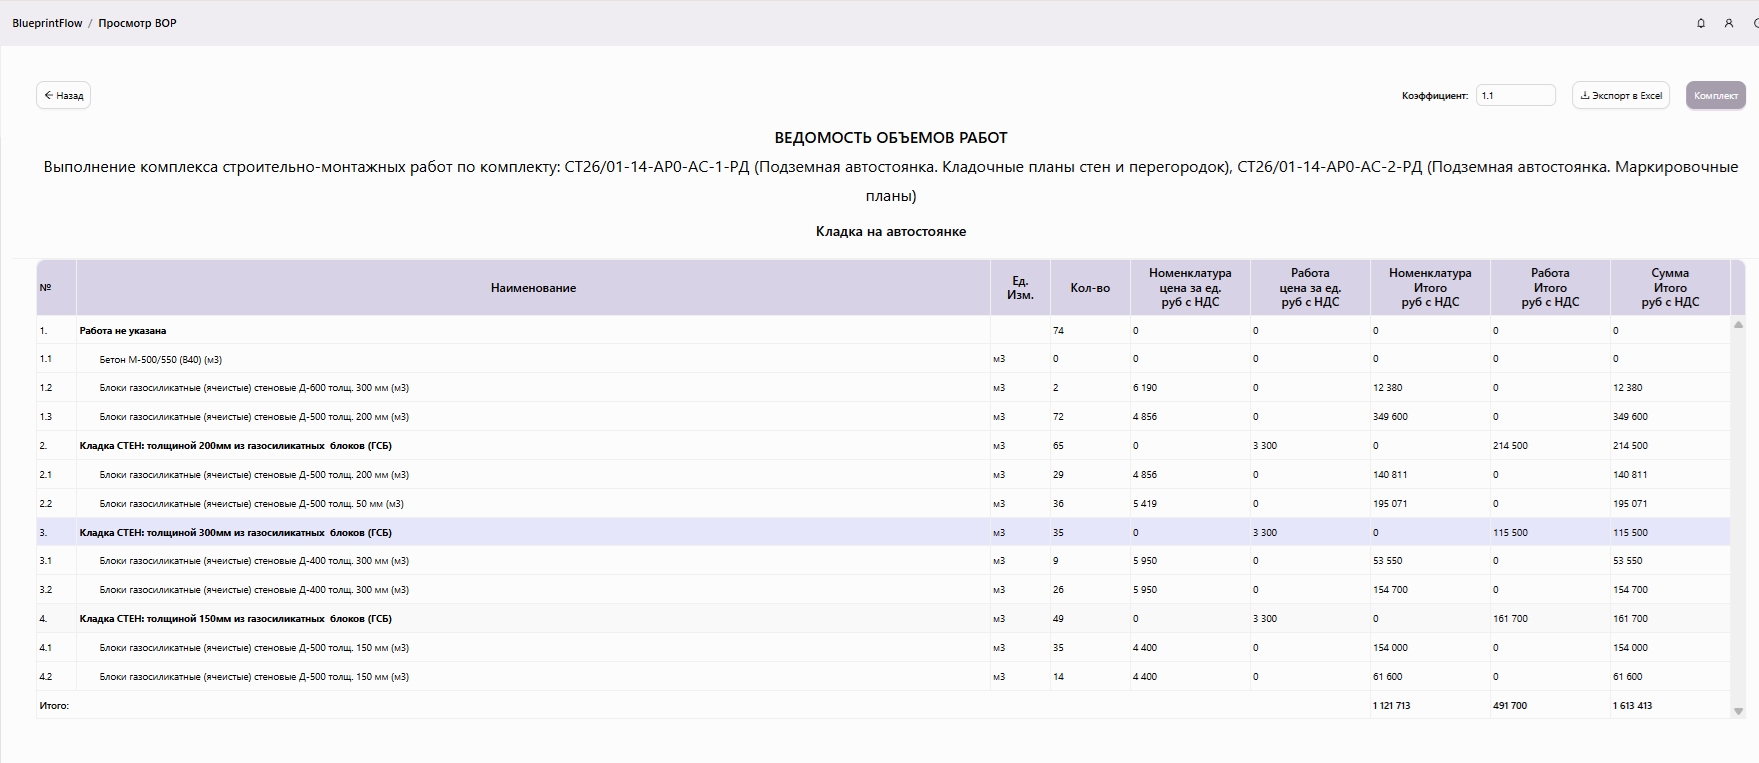 BlueprintFlow / Просмотр ВОР
← Назад
Коэффициент: 1.1 Экспорт в Excel Комплект
ВЕДОМОСТЬ ОБЪЕМОВ РАБОТ
Выполнение комплекса строительно-монтажных работ по комплекту: СТ26/01-14-АР0-АС-1-РД (Подземная автостоянка. Кладочные планы стен и перегородок), СТ26/01-14-АР0-АС-2-РД (Подземная автостоянка. Маркировочные
планы)
Кладка на автостоянке
№ Наименование Ед. Изм. Кол-во Номенклатура цена за ед. руб с НДС Работа цена за ед. руб с НДС Номенклатура Итого руб с НДС Работа Итого руб с НДС Сумма Итого руб с НДС
1. Работа не указана 74 0 0 0 0 0
1.1 Бетон М-500/550 (В40) (м3) м3 0 0 0 0 0 0
1.2 Блоки газосиликатные (ячеистые) стеновые Д-600 толщ. 300 мм (м3) м3 2 6 190 0 12 380 0 12 380
1.3 Блоки газосиликатные (ячеистые) стеновые Д-500 толщ. 200 мм (м3) м3 72 4 856 0 349 600 0 349 600
2. Кладка СТЕН: толщиной 200мм из газосиликатных блоков (ГСБ) м3 65 0 3 300 0 214 500 214 500
2.1 Блоки газосиликатные (ячеистые) стеновые Д-500 толщ. 200 мм (м3) м3 29 4 856 0 140 811 0 140 811
2.2 Блоки газосиликатные (ячеистые) стеновые Д-500 толщ. 50 мм (м3) м3 36 5 419 0 195 071 0 195 071
3. Кладка СТЕН: толщиной 300мм из газосиликатных блоков (ГСБ) м3 35 0 3 300 0 115 500 115 500
3.1 Блоки газосиликатные (ячеистые) стеновые Д-400 толщ. 300 мм (м3) м3 9 5 950 0 53 550 0 53 550
3.2 Блоки газосиликатные (ячеистые) стеновые Д-400 толщ. 300 мм (м3) м3 26 5 950 0 154 700 0 154 700
4. Кладка СТЕН: толщиной 150мм из газосиликатных блоков (ГСБ) м3 49 0 3 300 0 161 700 161 700
4.1 Блоки газосиликатные (ячеистые) стеновые Д-500 толщ. 150 мм (м3) м3 35 4 400 0 154 000 0 154 000
4.2 Блоки газосиликатные (ячеистые) стеновые Д-500 толщ. 150 мм (м3) м3 14 4 400 0 61 600 0 61 600
Итого: 1 121 713 491 700 1 613 413